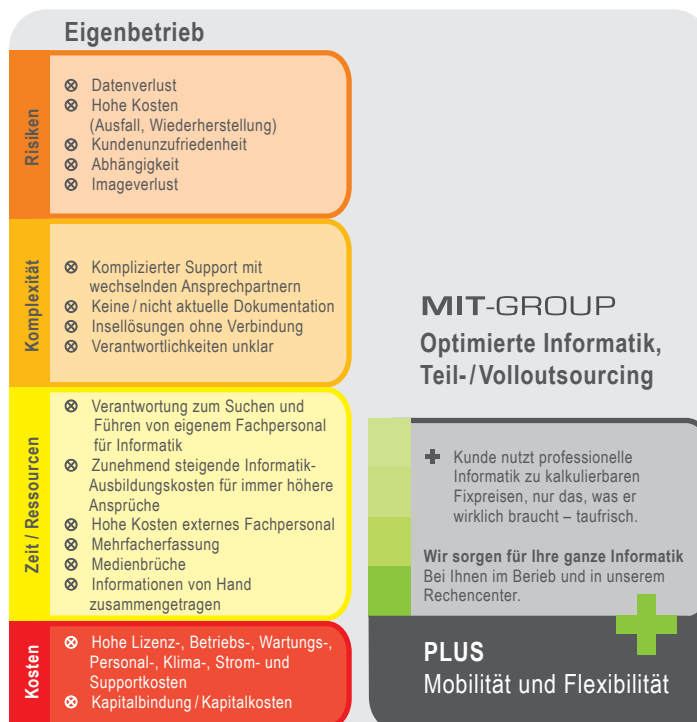 Eigenbetrieb
Risiken
Datenverlust
Hohe Kosten
(Ausfall, Wiederherstellung)
Kundenunzufriedenheit
Abhängigkeit
Imageverlust
Komplexität
Komplizierter Support mit
wechselnden Ansprechpartnern
Keine / nicht aktuelle Dokumentation
Insellösungen ohne Verbindung
Verantwortlichkeiten unklar
Zeit / Ressourcen
Verantwortung zum Suchen und
Führen von eigenem Fachpersonal
für Informatik
Zunehmend steigende Informatik-
Ausbildungskosten für immer höhere
Ansprüche
Hohe Kosten externes Fachpersonal
Mehrfacherfassung
Medienbrüche
Informationen von Hand
zusammengetragen
Kosten
Hohe Lizenz-, Betriebs-, Wartungs-,
Personal-, Klima-, Strom- und
Supportkosten
Kapitalbindung / Kapitalkosten
MIT-GROUP
Optimierte Informatik,
Teil- / Volloutsourcing
Kunde nutzt professionelle
Informatik zu kalkulierbaren
Fixpreisen, nur das, was er
wirklich braucht – taufrisch.
Wir sorgen für Ihre ganze Informatik
Bei Ihnen im Berieb und in unserem
Rechencenter.
PLUS
Mobilität und Flexibilität